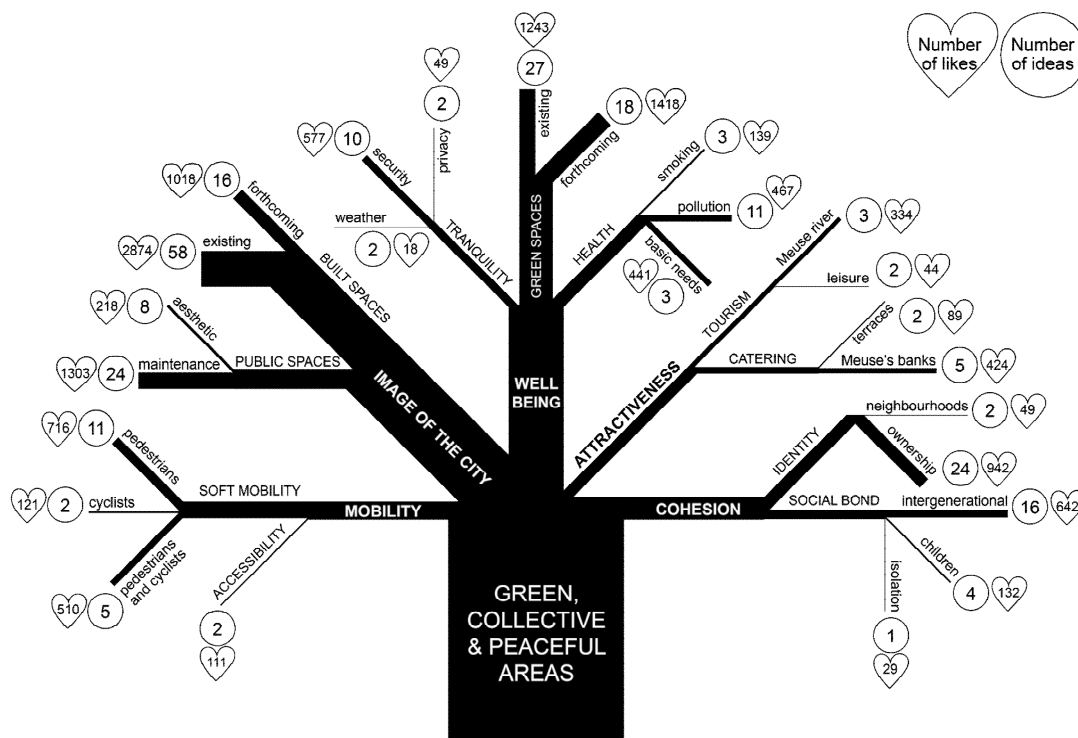 Number
of likes
Number
of ideas
1243
27
existing
18
1418
forthcoming
GREEN SPACES
49
2
privacy
577
10
security
weather
2
18
TRANQUILITY
3
139
smoking
467
11
pollution
441
3
basic needs
HEALTH
WELL
BEING
1018
16
forthcoming
2874
58
existing
BUILT SPACES
218
8
aesthetic
1303
24
maintenance
PUBLIC SPACES
IMAGE OF THE CITY
3
334
Meuse river
2
44
leisure
TOURISM
2
89
terraces
5
424
Meuse's banks
CATERING
ATTRACTIVENESS
716
11
pedestrians
121
2
cyclists
510
5
pedestrians
and cyclists
SOFT MOBILITY
ACCESSIBILITY
2
111
MOBILITY
neighbourhoods
2
49
ownership
24
942
IDENTITY
intergenerational
16
642
children
4
132
isolation
1
29
SOCIAL BOND
COHESION
GREEN,
COLLECTIVE
& PEACEFUL
AREAS